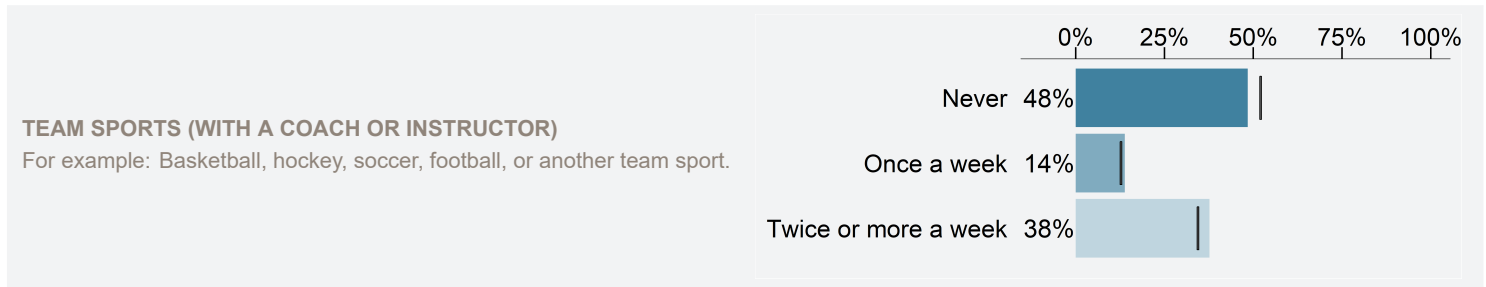 TEAM SPORTS (WITH A COACH OR INSTRUCTOR)
For example: Basketball, hockey, soccer, football, or another team sport.
0% 25% 50% 75% 100%
Never 48%
Once a week 14%
Twice or more a week 38%